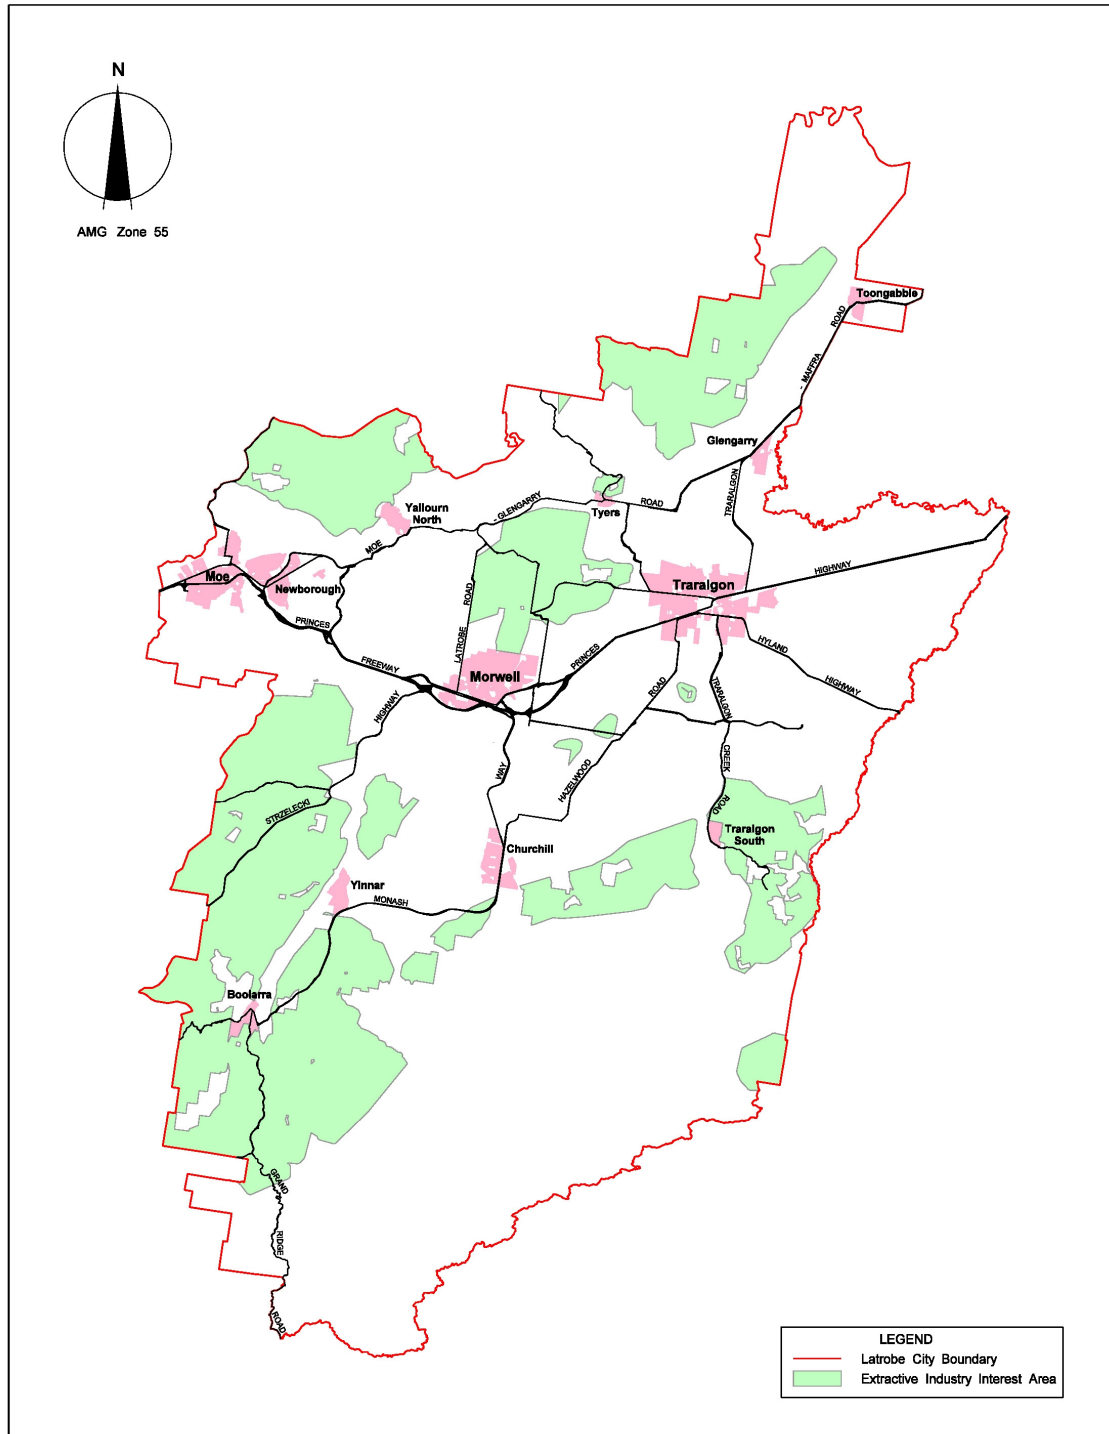 N
AMG Zone 55
Toongabbie
ROAD
- MAFFRA
Glengarry
TRARALGON
Yallourn
North
- GLENGARRY
ROAD
Tyers
MOE
Moe
Newborough
Traralgon
HIGHWAY
ROAD
LATROBE
PRINCES
FREEWAY
PRINCES
HYLAND
HIGHWAY
Morwell
HIGHWAY
ROAD
TRARALGON
CREEK
ROAD
WAY
HAZELWOOD
STRZELECKI
Traralgon
South
Churchill
Yinnar
MONASH
Boolarra
GRAND
RIDGE
ROAD
LEGEND
Latrobe City Boundary
Extractive Industry Interest Area